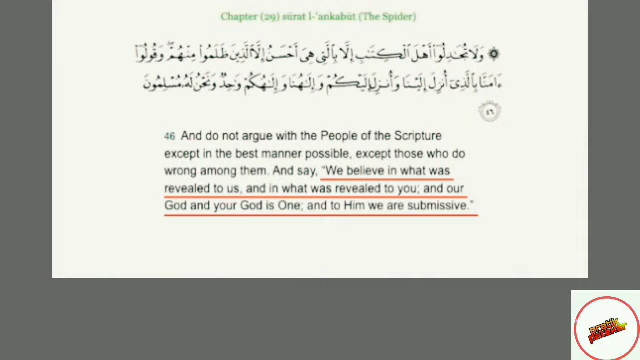 Chapter (29) sūrat l-ʿankabūt (The Spider)
۞ وَلَا تُجَٰدِلُوٓا۟ أَهْلَ ٱلْكِتَٰبِ إِلَّا بِٱلَّتِى هِىَ أَحْسَنُ إِلَّا ٱلَّذِينَ ظَلَمُوا۟ مِنْهُمْ ۖ وَقُولُوٓا۟
ءَامَنَّا بِٱلَّذِىٓ أُنزِلَ إِلَيْنَا وَأُنزِلَ إِلَيْكُمْ وَإِلَٰهُنَا وَإِلَٰهُكُمْ وَٰحِدٌ وَنَحْنُ لَهُۥ مُسْلِمُونَ
٤٦
46 And do not argue with the People of the Scripture
except in the best manner possible, except those who do
wrong among them. And say, “We believe in what was
revealed to us, and in what was revealed to you; and our
God and your God is One; and to Him we are submissive.”